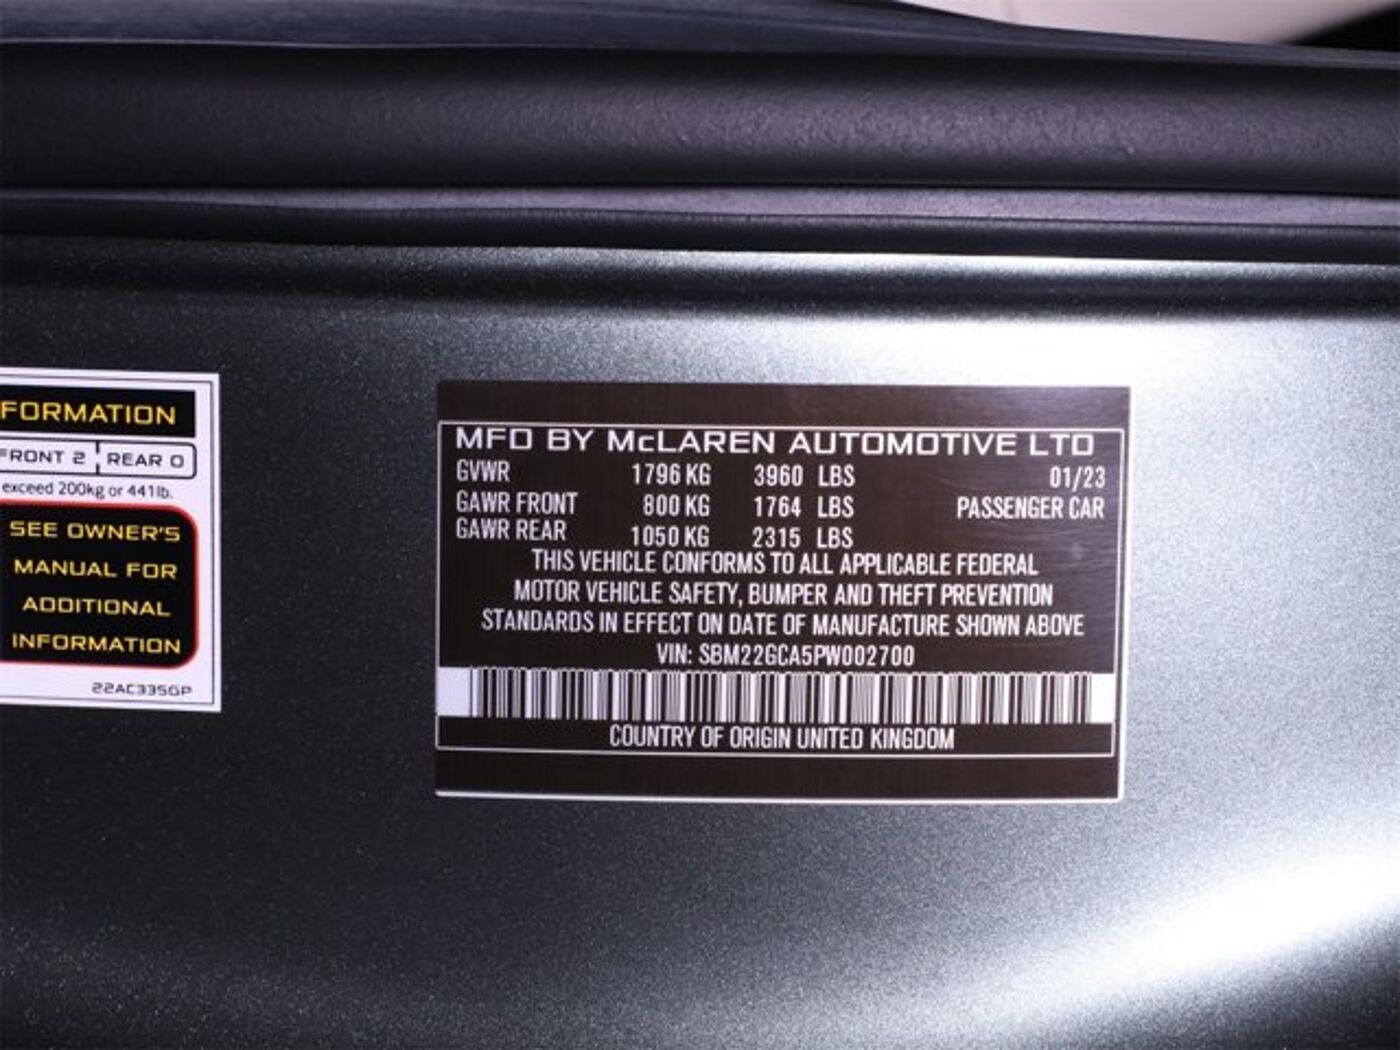 FORMATION
FRONT 2 REAR 0
exceed 200kg or 441lb.
SEE OWNER'S
MANUAL FOR
ADDITIONAL
INFORMATION
22AC335GP
MFD BY McLAREN AUTOMOTIVE LTD
GVWR 1796 KG 3960 LBS 01/23
GAWR FRONT 800 KG 1764 LBS PASSENGER CAR
GAWR REAR 1050 KG 2315 LBS
THIS VEHICLE CONFORMS TO ALL APPLICABLE FEDERAL
MOTOR VEHICLE SAFETY, BUMPER AND THEFT PREVENTION
STANDARDS IN EFFECT ON DATE OF MANUFACTURE SHOWN ABOVE
VIN: SBM22GCA5PW002700
COUNTRY OF ORIGIN UNITED KINGDOM